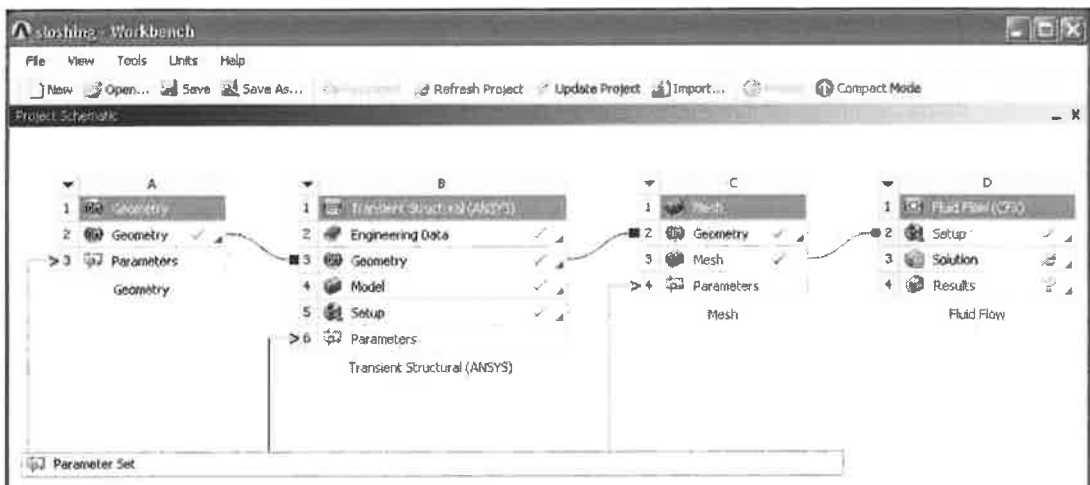 sloshing - Workbench
File View Tools Units Help
New Open... Save Save As... Refresh Project Update Project Import... Compact Mode
Project Schematic
A
1 Geometry
2 Geometry
3 Parameters
Geometry
B
1 Transient Structural (ANSYS)
2 Engineering Data
3 Geometry
4 Model
5 Setup
6 Parameters
Transient Structural (ANSYS)
C
1 Mesh
2 Geometry
3 Mesh
4 Parameters
Mesh
D
1 Fluid Flow (CFX)
2 Setup
3 Solution
4 Results
Fluid Flow
Parameter Set